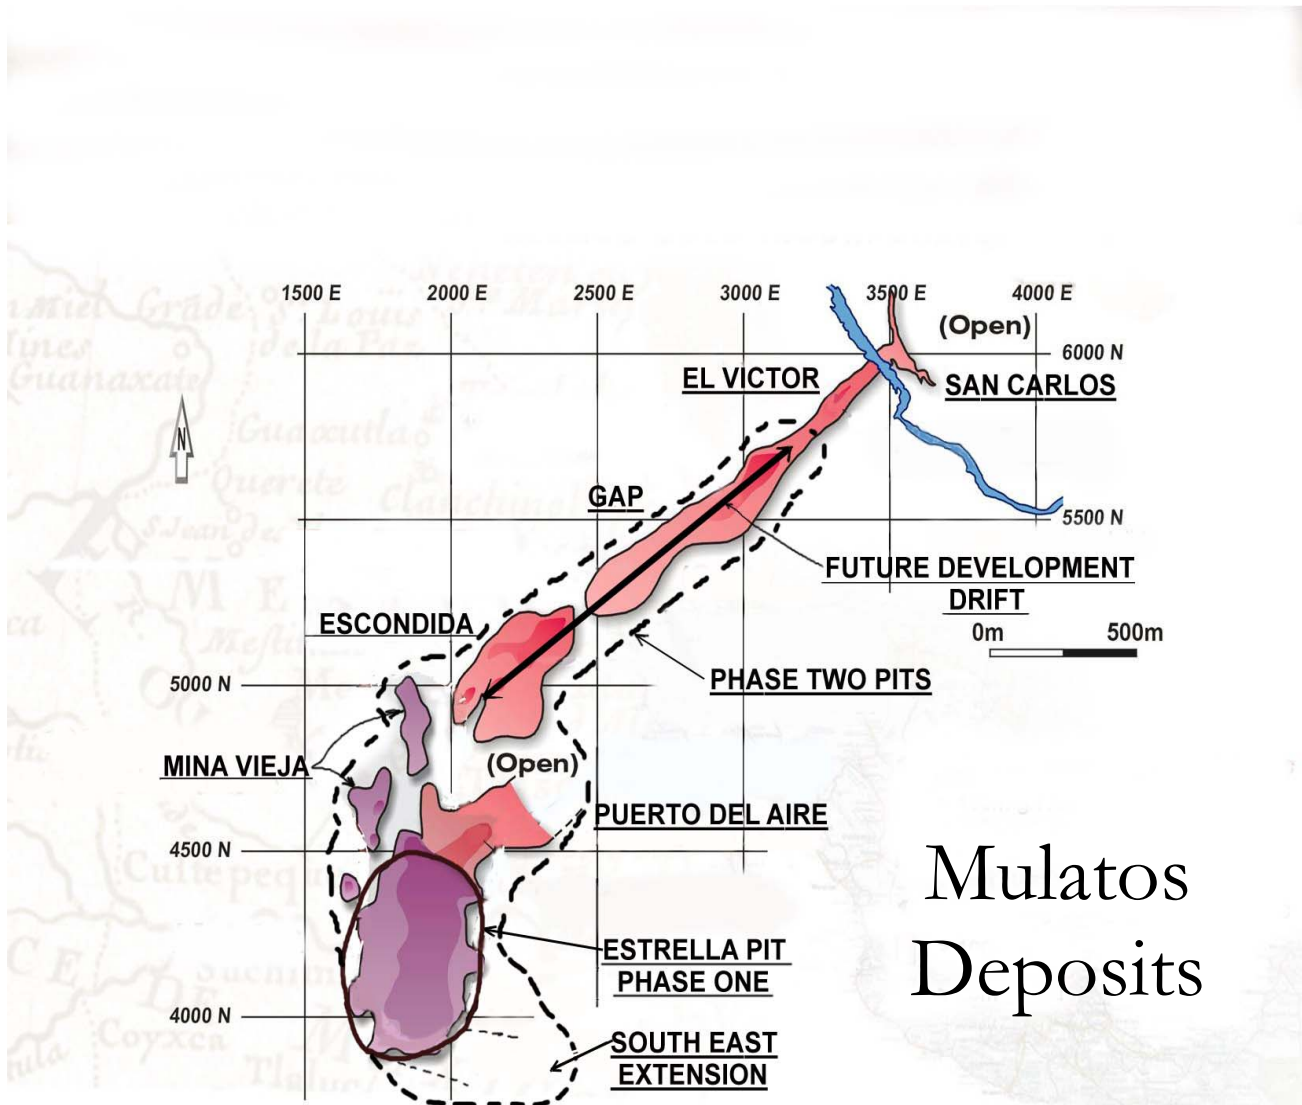 1500 E 2000 E 2500 E 3000 E 3500 E 4000 E
(Open)
6000 N
EL VICTOR
SAN CARLOS
N
GAP
5500 N
FUTURE DEVELOPMENT
DRIFT
ESCONDIDA
0m 500m
5000 N
PHASE TWO PITS
MINA VIEJA
(Open)
PUERTO DEL AIRE
4500 N
Mulatos
Deposits
ESTRELLA PIT
PHASE ONE
4000 N
SOUTH EAST
EXTENSION